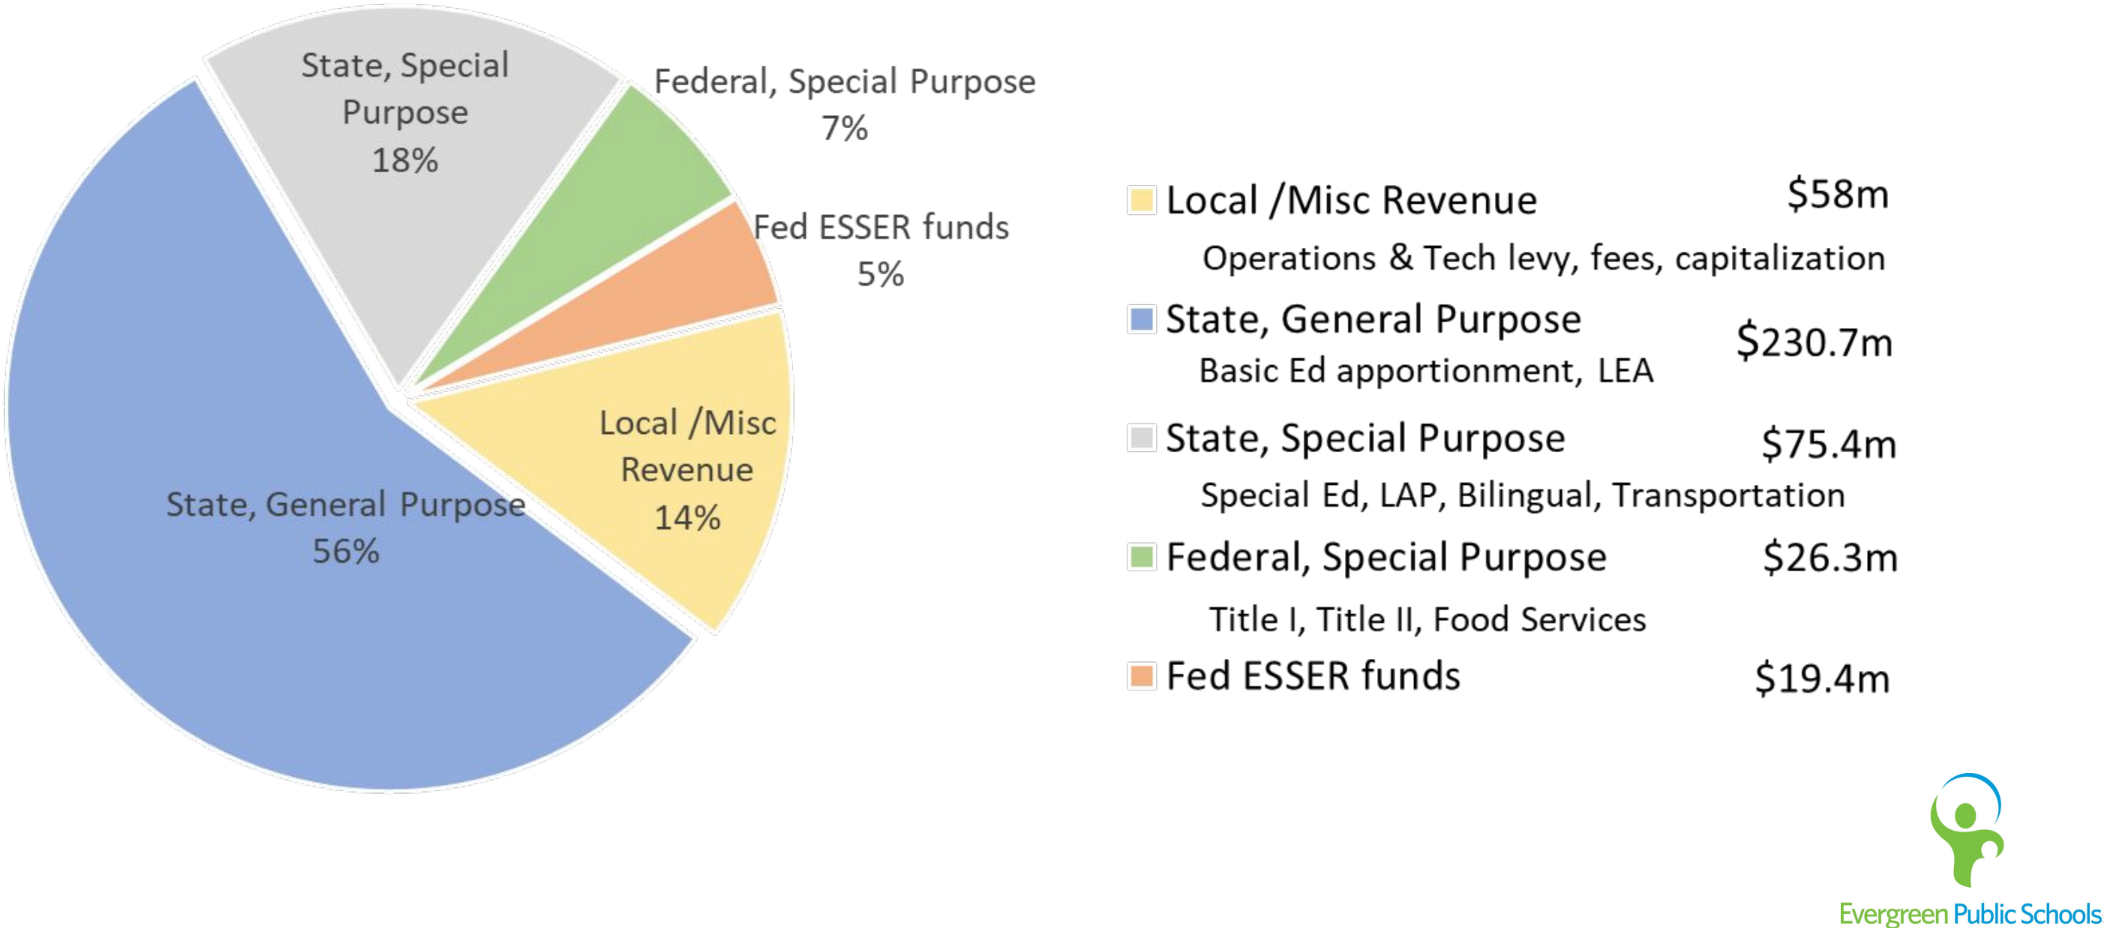 State, Special
Purpose
18%
Federal, Special Purpose
7%
Fed ESSER funds
5%
Local /Misc
Revenue
14%
State, General Purpose
56%
Local /Misc Revenue $58m
Operations & Tech levy, fees, capitalization
State, General Purpose $230.7m
Basic Ed apportionment, LEA
State, Special Purpose $75.4m
Special Ed, LAP, Bilingual, Transportation
Federal, Special Purpose $26.3m
Title I, Title II, Food Services
Fed ESSER funds $19.4m
Evergreen Public Schools